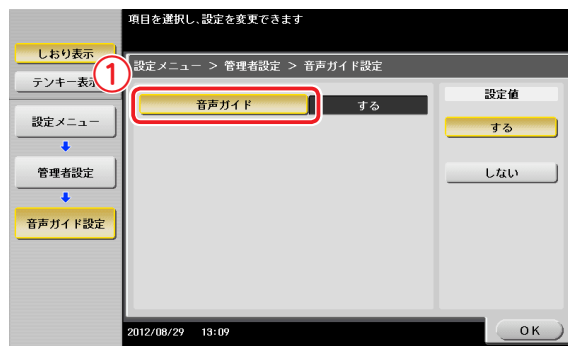 項目を選択し、設定を変更できます
しおり表示
テンキー表示
①
設定メニュー > 管理者設定 > 音声ガイド設定
設定メニュー
管理者設定
音声ガイド設定
音声ガイド
する
設定値
する
しない
2012/08/29 13:09
OK